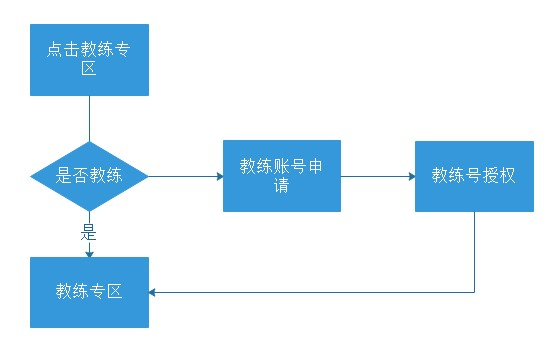 点击教练专
区
是否教练
教练账号申
请
教练号授权
是
教练专区